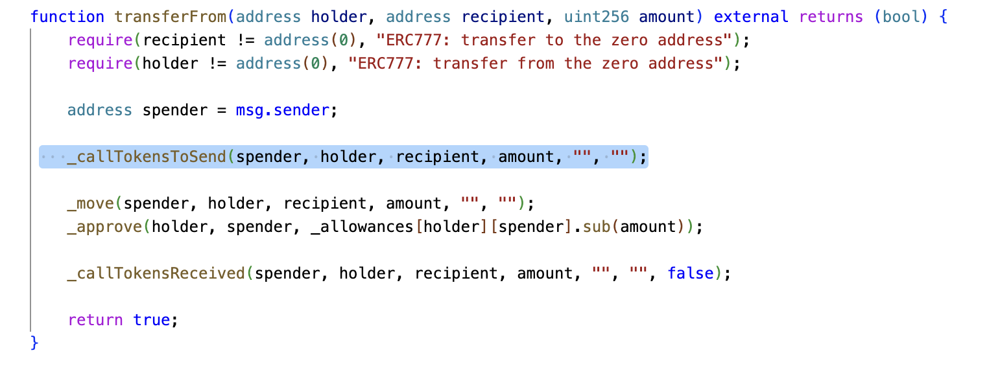 function transferFrom(address holder, address recipient, uint256 amount) external returns (bool) {
    require(recipient != address(0), "ERC777: transfer to the zero address");
    require(holder != address(0), "ERC777: transfer from the zero address");

    address spender = msg.sender;

    _callTokensToSend(spender, holder, recipient, amount, "", "");

    _move(spender, holder, recipient, amount, "", "");
    _approve(holder, spender, _allowances[holder][spender].sub(amount));

    _callTokensReceived(spender, holder, recipient, amount, "", "", false);

    return true;
}